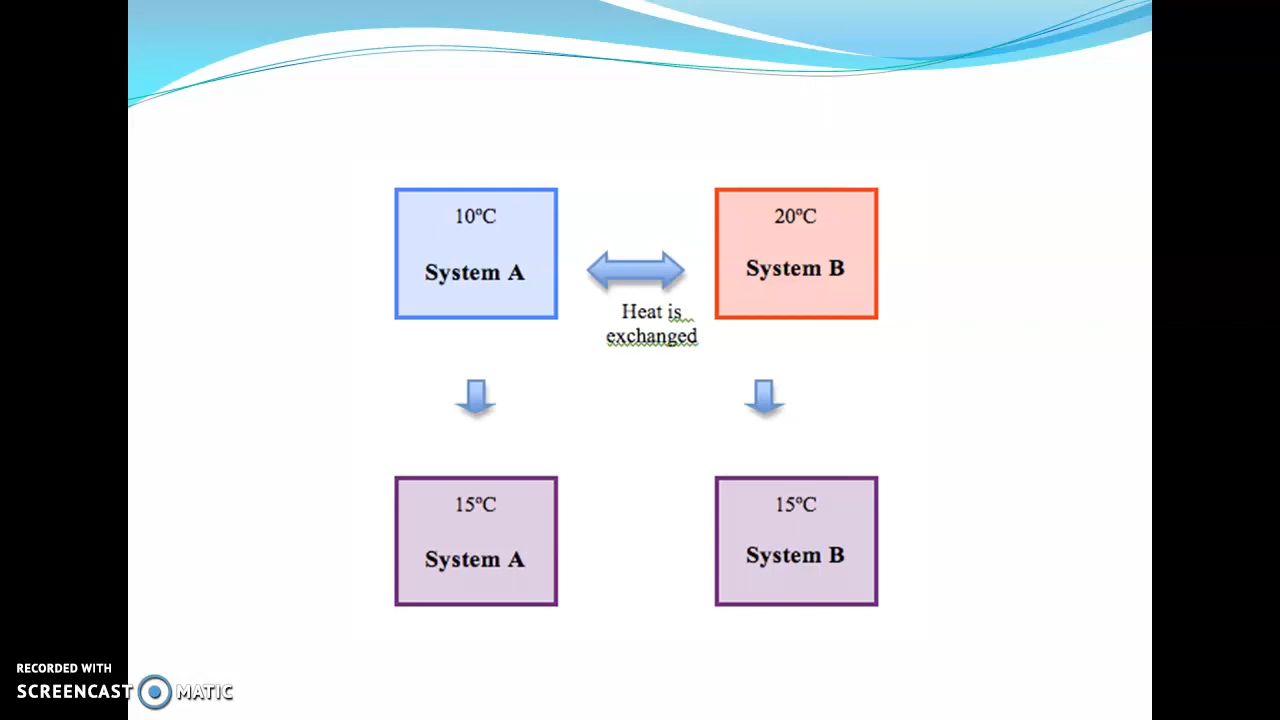 10ºC
System A
20ºC
System B
Heat is
exchanged
15ºC
System A
15ºC
System B
RECORDED WITH
SCREENCAST MATIC